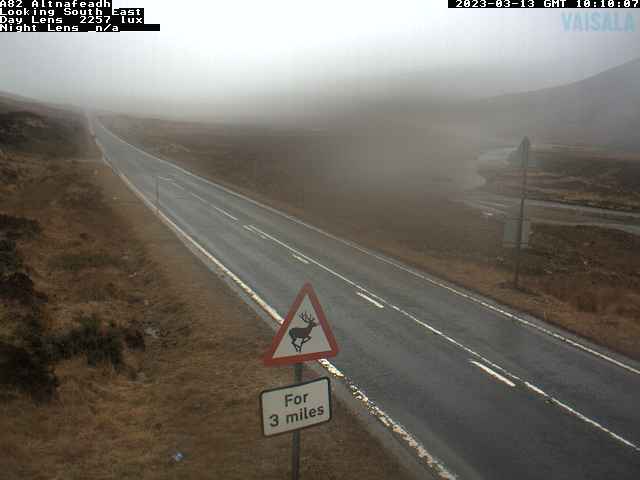 A82 Altnafeadh
Looking South East
Day Lens 2257 lux
Night Lens n/a
2023-03-13 GMT 10:10:07
VAISALA
For
3 miles